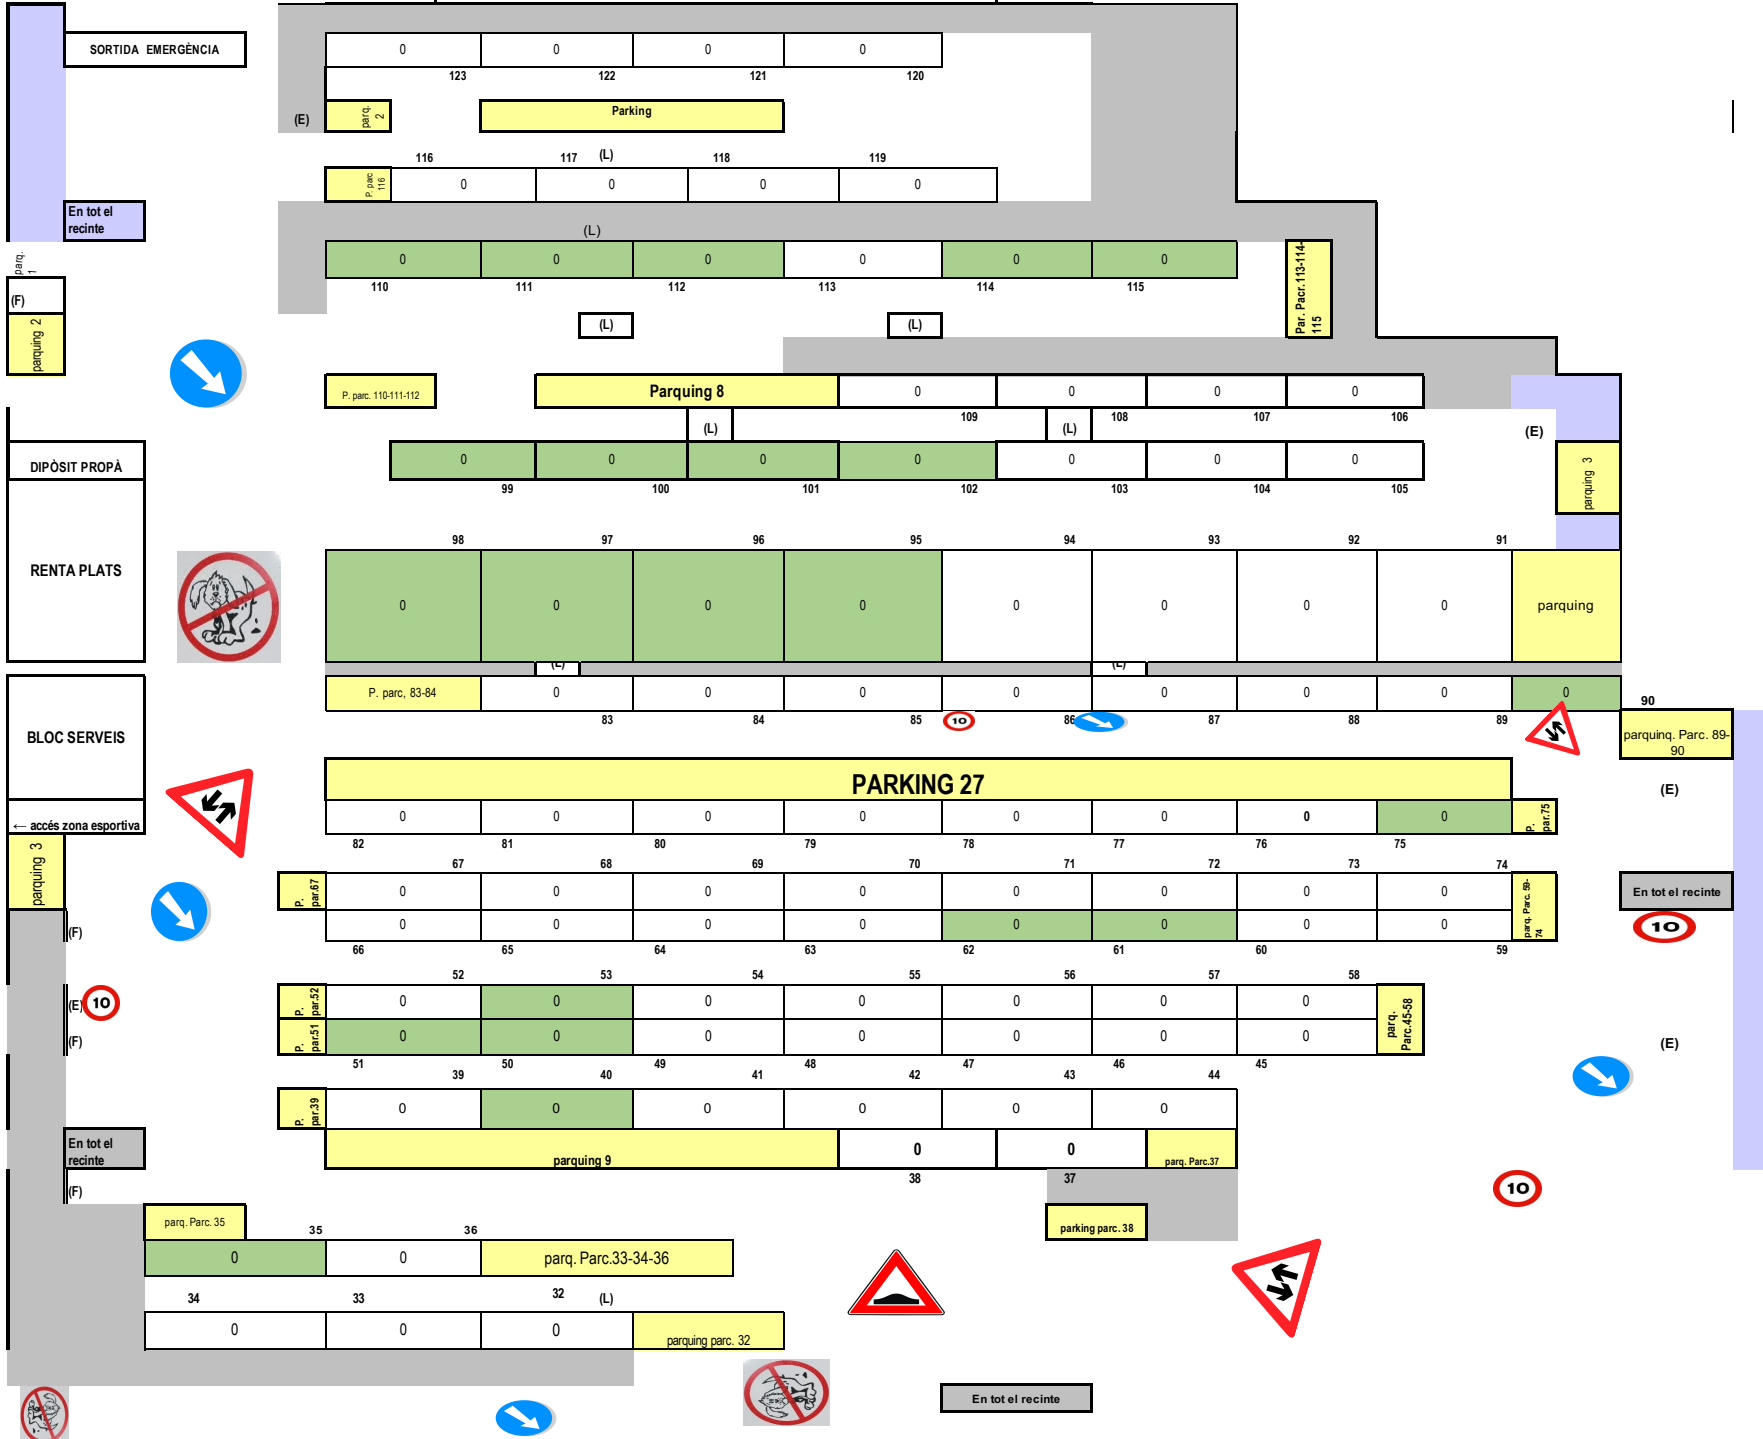 SORTIDA EMERGÈNCIA
0 0 0 0
123 122 121 120
(E)
parq. 2
Parking
116 117 (L) 118 119
P. parc 116
0 0 0 0
En tot el
recinte
(L)
parq. 1
0 0 0 0 0 0
Par. Pacr. 113-114-
115
110 111 112 113 114 115
(F)
parquing 2
(L) (L)
P. parc. 110-111-112
Parquing 8
0 0 0 0
109 108 107 106
(L) (L)
(E)
DIPÒSIT PROPÀ
0 0 0 0 0 0 0
parquing 3
99 100 101 102 103 104 105
98 97 96 95 94 93 92 91
RENTA PLATS
0 0 0 0 0 0 0 0
parquing
(L) (L)
P. parc, 83-84
0 0 0 0 0 0 0 0
83 84 85 10 86 87 88 89 90
BLOC SERVEIS
parquinq. Parc. 89-
90
PARKING 27
(E)
← accés zona esportiva
0 0 0 0 0 0 0 0
P.
par.75
82 81 80 79 78 77 76 75
parquing 3
67 68 69 70 71 72 73 74
P.
par.67
0 0 0 0 0 0 0 0
parq. Parc. 59-
74
En tot el recinte
0 0 0 0 0 0 0 0
(F)
10
66 65 64 63 62 61 60 59
52 53 54 55 56 57 58
(E) 10
P.
par.52
0 0 0 0 0 0 0
parq.
Parc.45-58
(F)
P.
par.51
0 0 0 0 0 0 0
(E)
51 50 49 48 47 46 45
39 40 41 42 43 44
P.
par.39
0 0 0 0 0 0
En tot el
recinte
parquing 9
0 0
parq. Parc.37
38 37
(F)
10
parq. Parc. 35
35 36
parking parc. 38
0 0
parq. Parc.33-34-36
34 33 32 (L)
0 0 0
parquing parc. 32
En tot el recinte